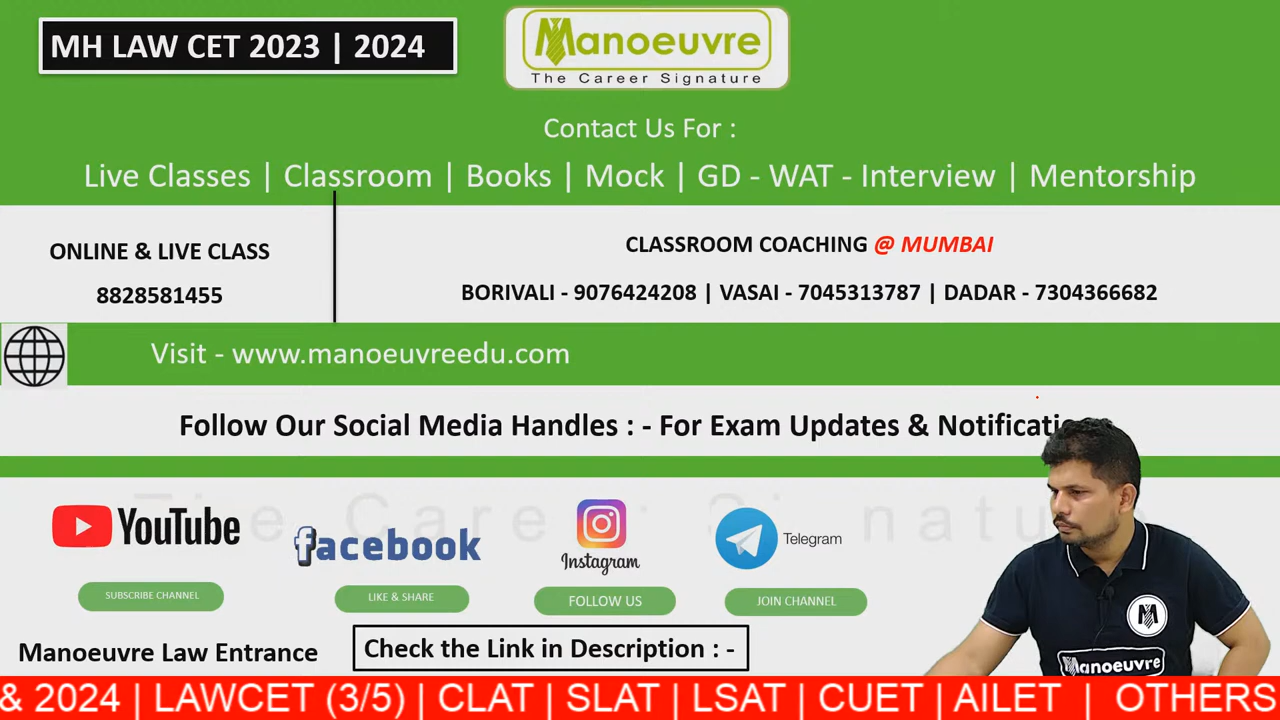 MH LAW CET 2023 | 2024
Manoeuvre
The Career Signature
Contact Us For :
Live Classes | Classroom | Books | Mock | GD - WAT - Interview | Mentorship
ONLINE & LIVE CLASS
8828581455
CLASSROOM COACHING @ MUMBAI
BORIVALI - 9076424208 | VASAI - 7045313787 | DADAR - 7304366682
Visit - www.manoeuvreedu.com
Follow Our Social Media Handles : - For Exam Updates &
YouTube
facebook
Instagram
Telegram
SUBSCRIBE CHANNEL
LIKE & SHARE
FOLLOW US
JOIN CHANNEL
Manoeuvre Law Entrance
Check the Link in Description : -
M
Manoeuvre
& 2024 | LAWCET (3/5) | CLAT | SLAT | LSAT | CUET | AILET | OTHERS